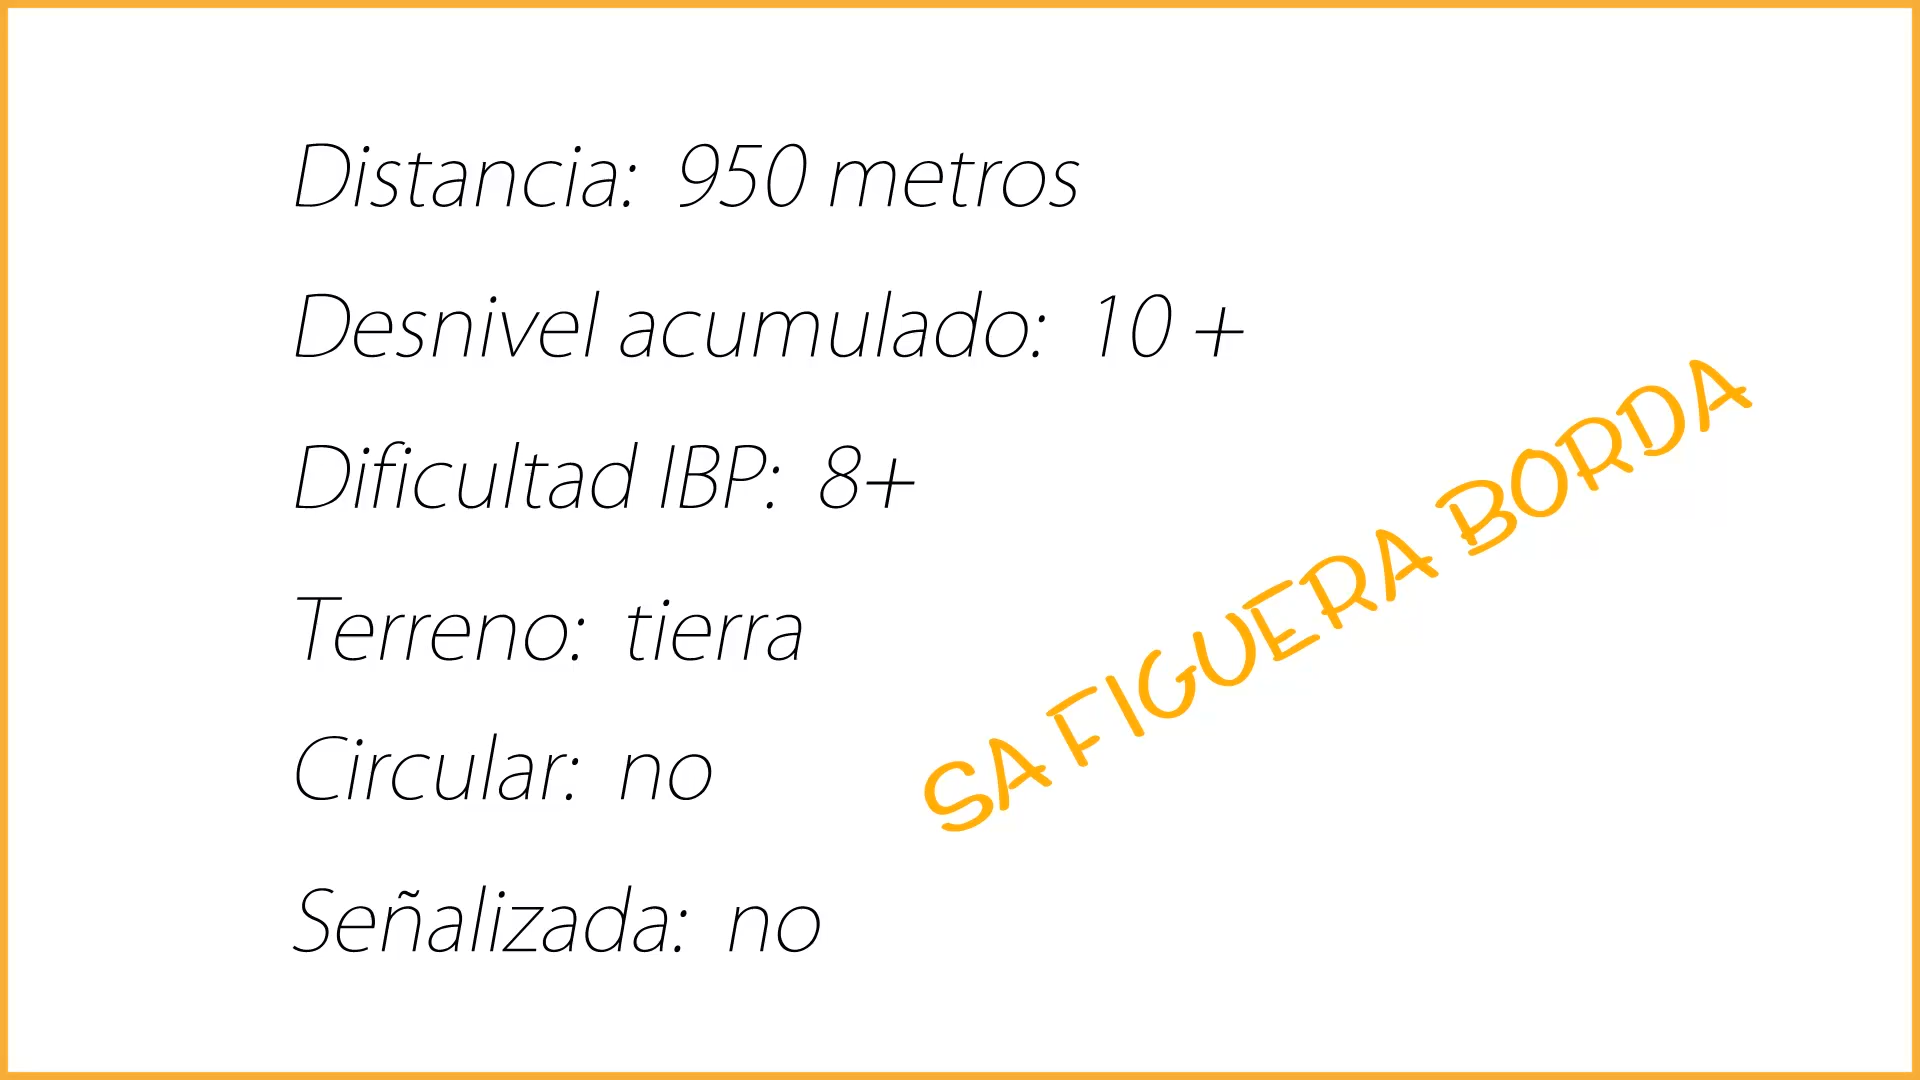 Distancia: 950 metros
Desnivel acumulado: 10 +
Dificultad IBP: 8+
Terreno: tierra
Circular: no
Señalizada: no
SA FIGUERA BORDA